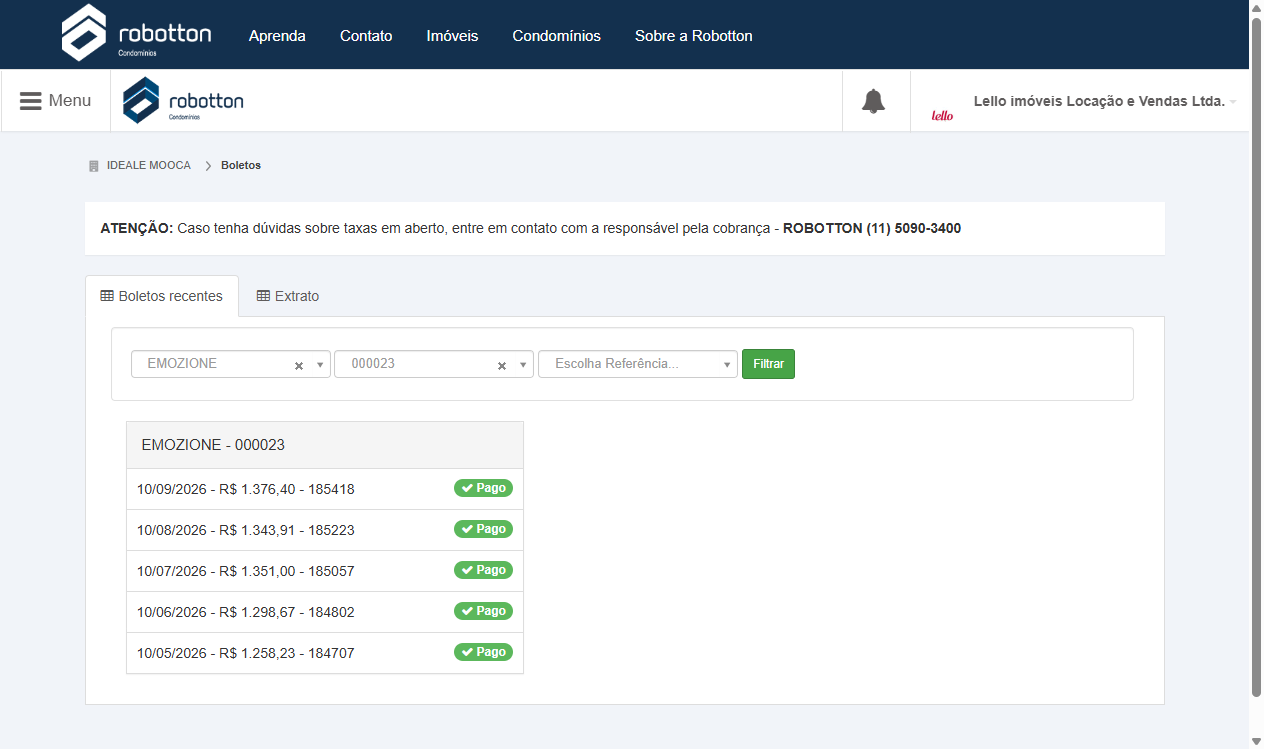 robotton
Condomínios
Aprenda Contato Imóveis Condomínios Sobre a Robotton
Menu
robotton
Condomínios
lello
Lello imóveis Locação e Vendas Ltda.
IDEALE MOOCA Boletos
ATENÇÃO: Caso tenha dúvidas sobre taxas em aberto, entre em contato com a responsável pela cobrança - ROBOTTON (11) 5090-3400
Boletos recentes Extrato
EMOZIONE 000023 Escolha Referência... Filtrar
EMOZIONE - 000023
10/09/2026 - R$ 1.376,40 - 185418 Pago
10/08/2026 - R$ 1.343,91 - 185223 Pago
10/07/2026 - R$ 1.351,00 - 185057 Pago
10/06/2026 - R$ 1.298,67 - 184802 Pago
10/05/2026 - R$ 1.258,23 - 184707 Pago